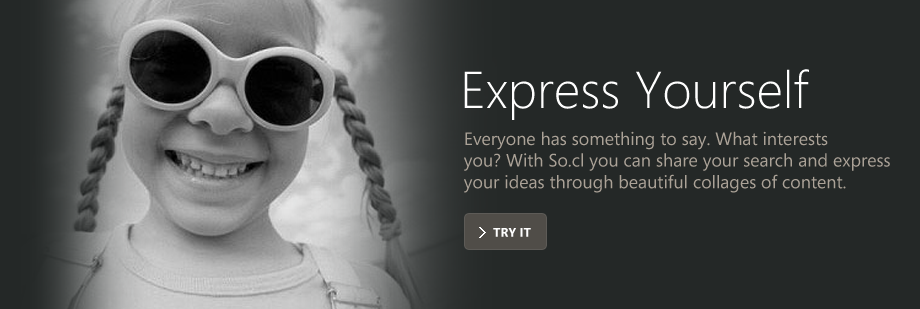 Express Yourself
Everyone has something to say. What interests
you? With So.cl you can share your search and express
your ideas through beautiful collages of content.
TRY IT